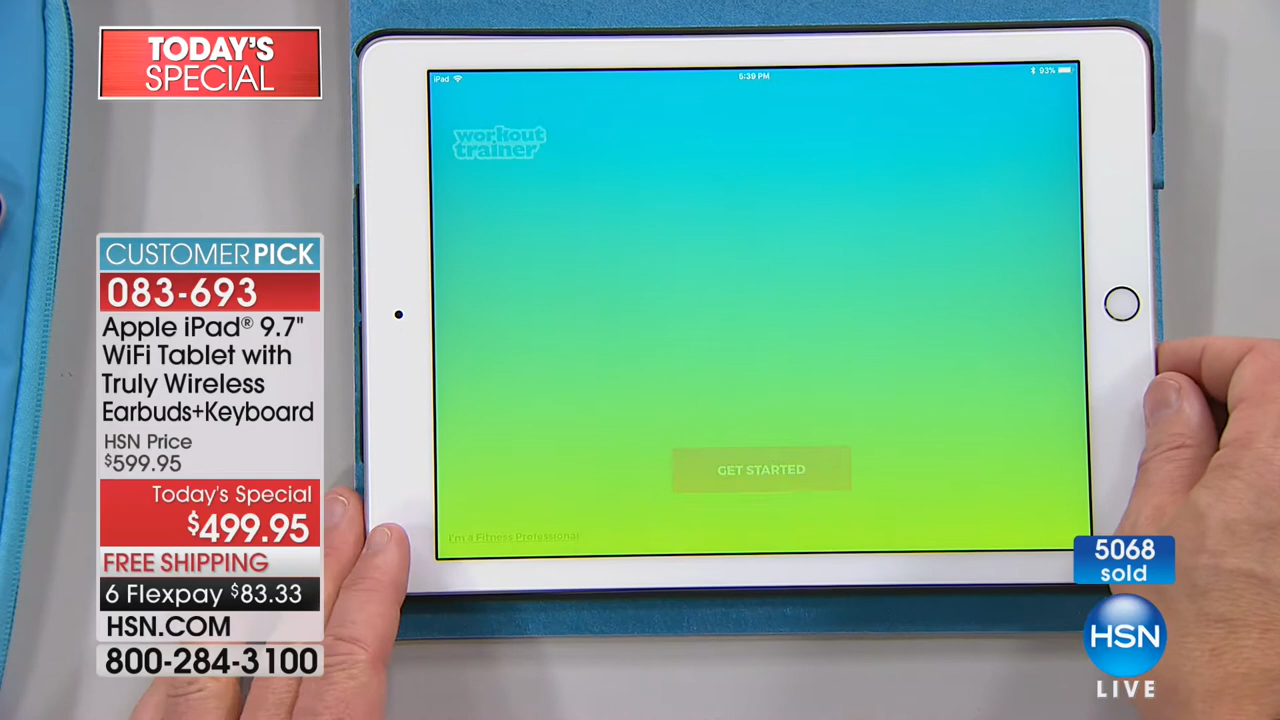 TODAY'S
SPECIAL
CUSTOMER PICK
083-693
Apple iPad® 9.7"
WiFi Tablet with
Truly Wireless
Earbuds+Keyboard
HSN Price
$599.95
Today's Special
$499.95
FREE SHIPPING
6 Flexpay $83.33
HSN.COM
800-284-3100
iPad
5:39 PM
93%
workout
trainer
GET STARTED
I'm a Fitness Professional
5068
sold
HSN
LIVE